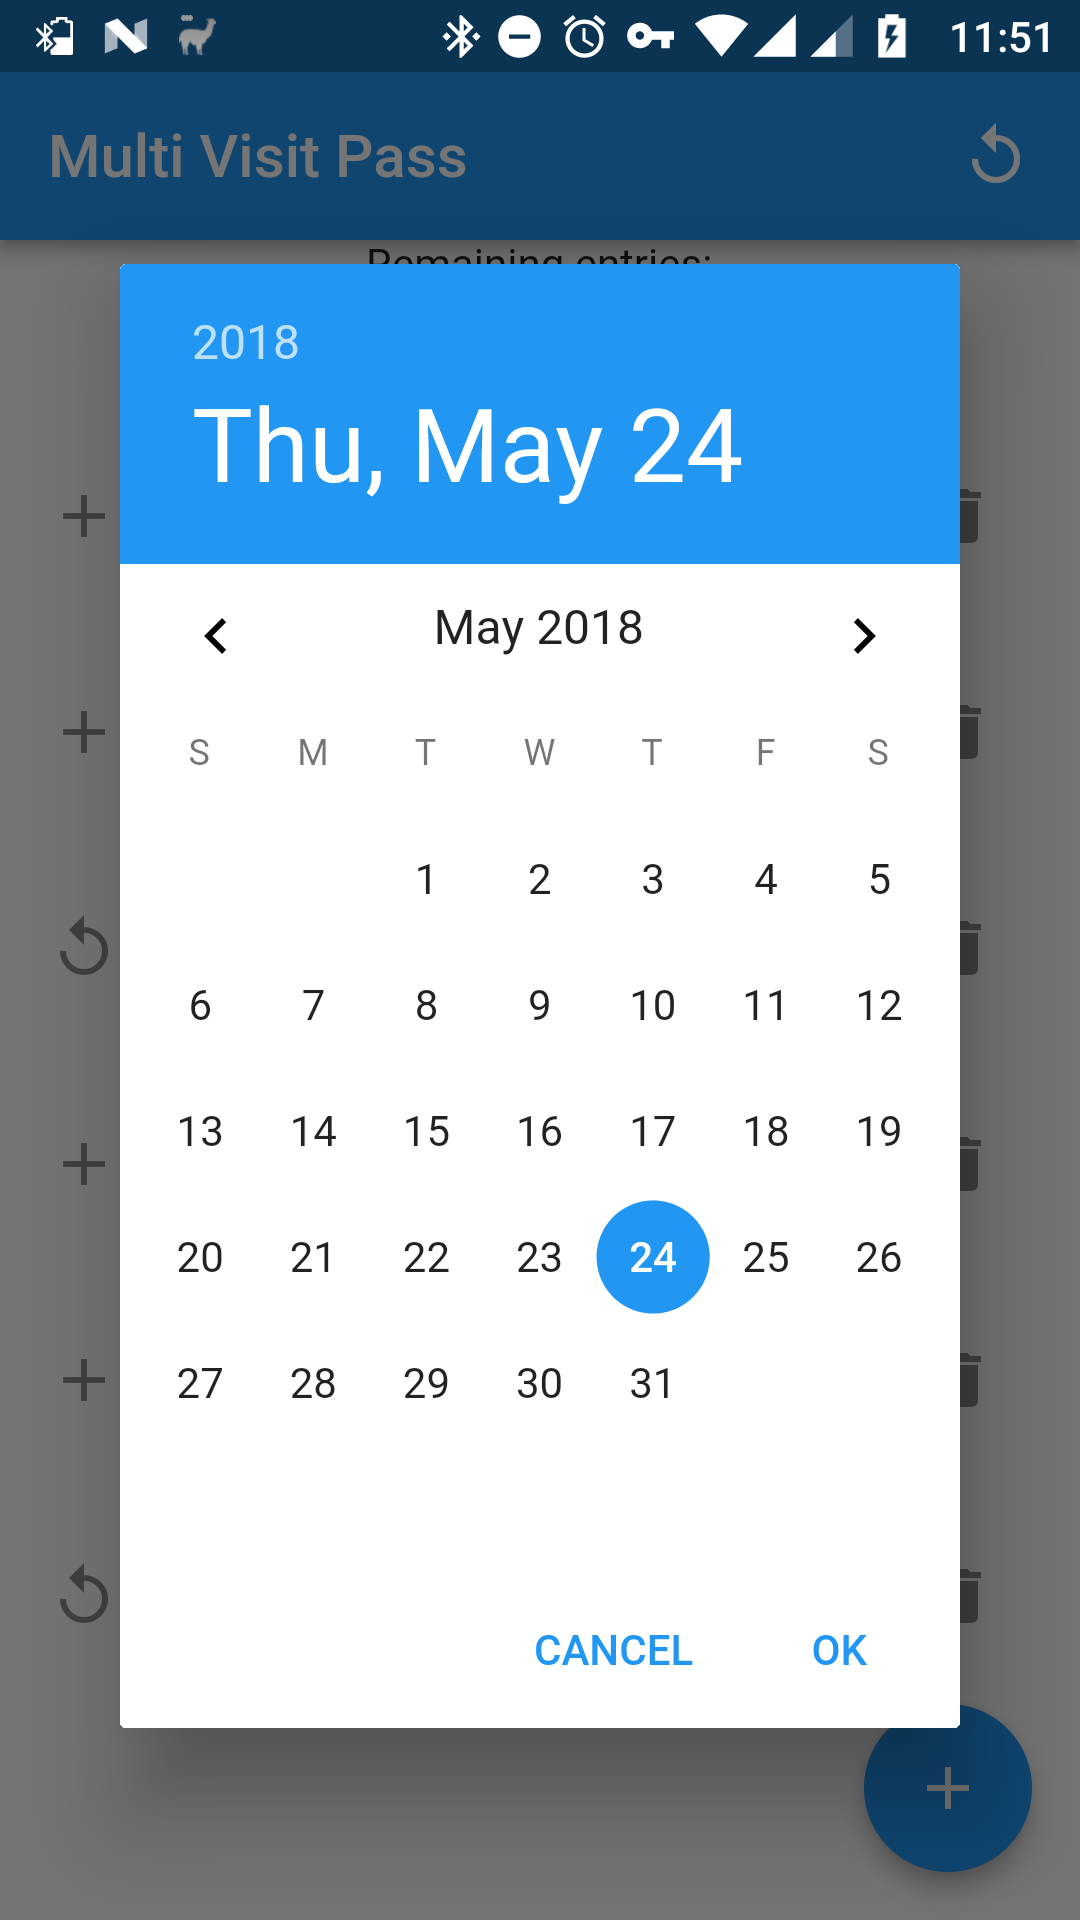 11:51
Multi Visit Pass
Remaining entries:
2018
Thu, May 24
May 2018
S M T W T F S
1 2 3 4 5
6 7 8 9 10 11 12
13 14 15 16 17 18 19
20 21 22 23 24 25 26
27 28 29 30 31
CANCEL OK